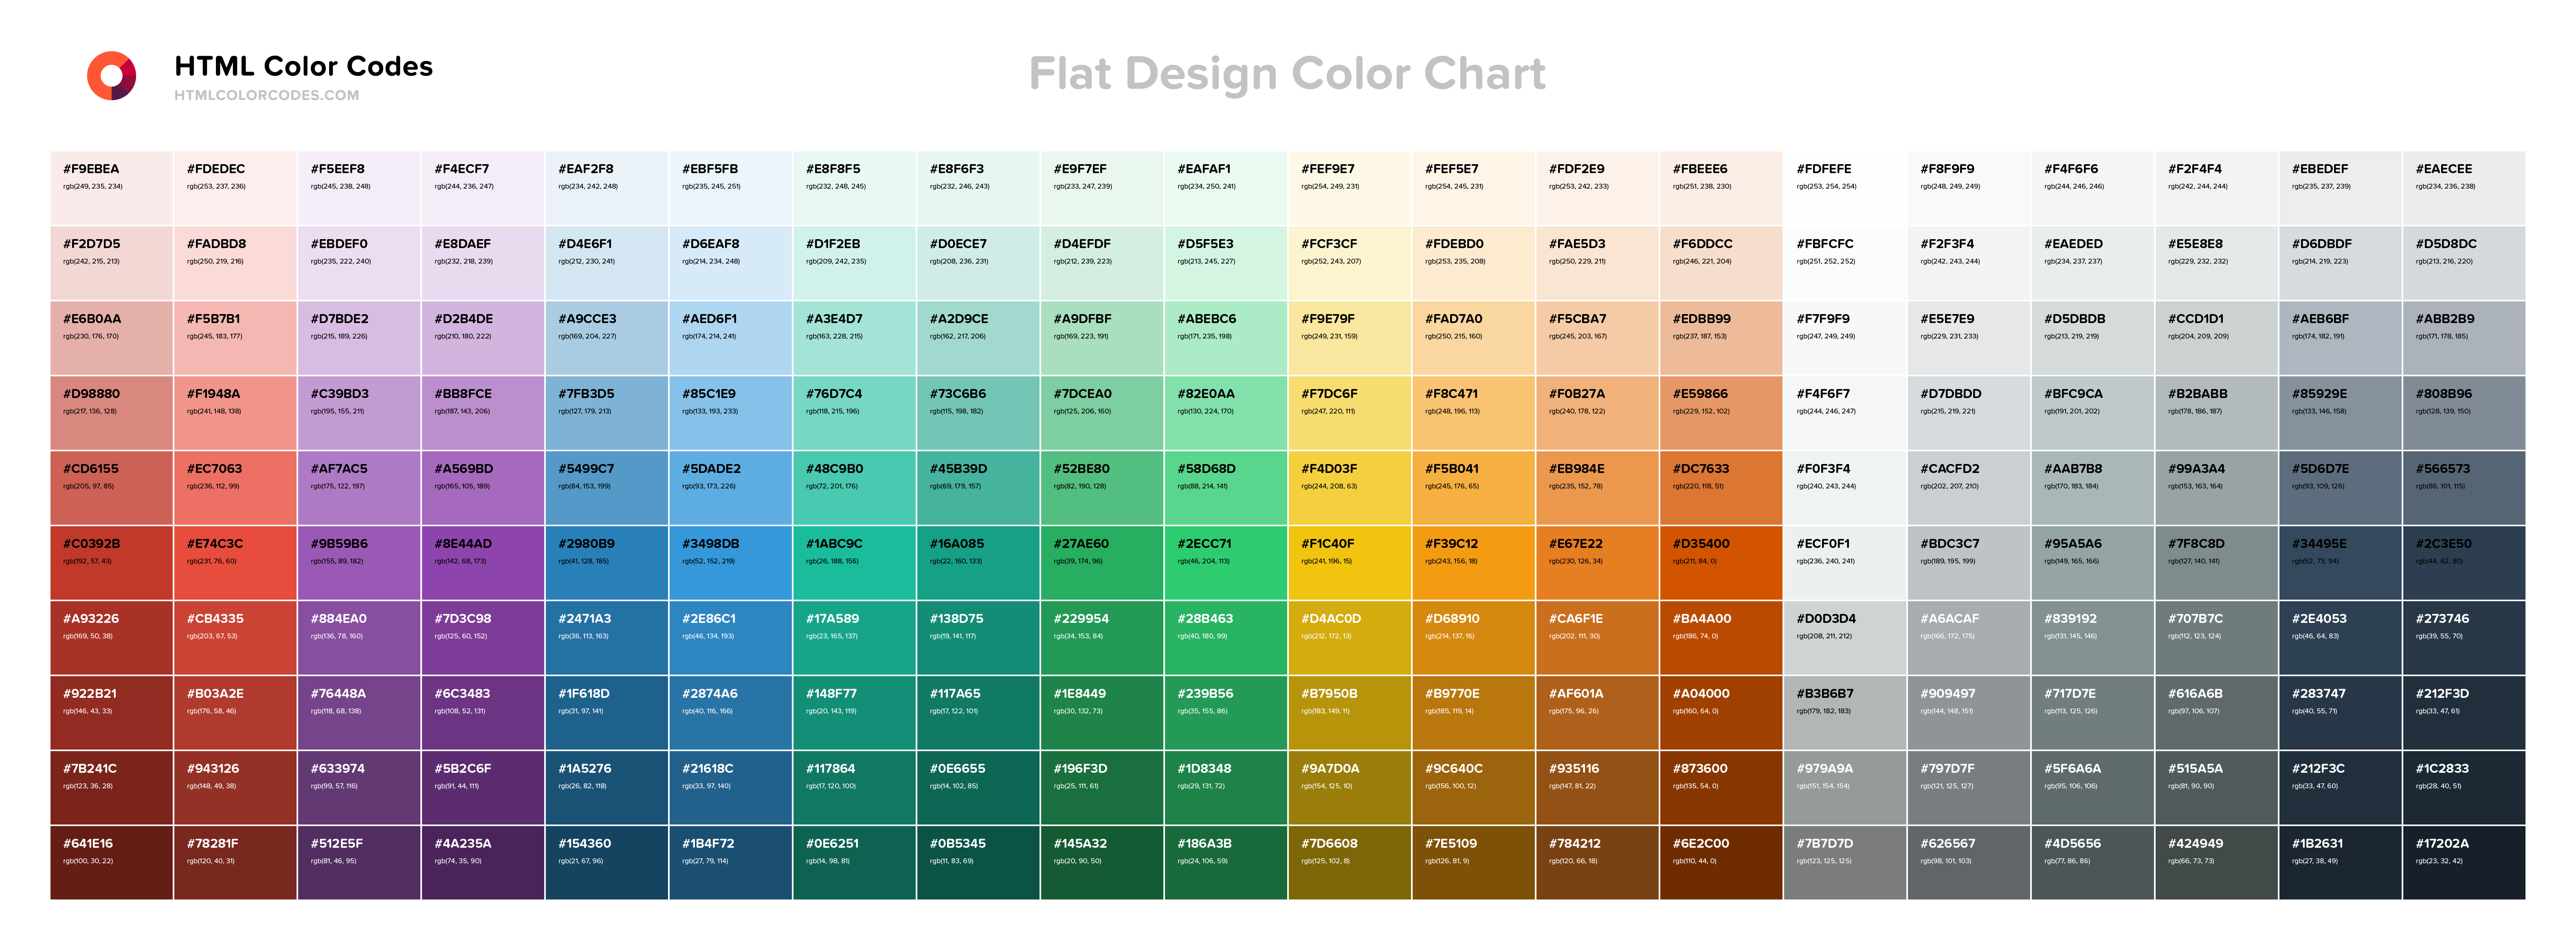 HTML Color Codes
HTMLCOLORCODES.COM
Flat Design Color Chart
#F9EBEA #FDEDEC #F5EEF8 #F4ECF7 #EAF2F8 #EBF5FB #E8F8F5 #E8F6F3 #E9F7EF #EAFAF1 #FEF9E7 #FEF5E7 #FDF2E9 #FBEEE6 #FDFEFE #F8F9F9 #F4F6F6 #F2F4F4 #EBEDEF #EAECEE
rgb(249, 235, 234) rgb(253, 237, 236) rgb(245, 238, 248) rgb(244, 236, 247) rgb(234, 242, 248) rgb(235, 245, 251) rgb(232, 248, 245) rgb(232, 246, 243) rgb(233, 247, 239) rgb(234, 250, 241) rgb(254, 249, 231) rgb(254, 245, 231) rgb(253, 242, 233) rgb(251, 238, 230) rgb(253, 254, 254) rgb(248, 249, 249) rgb(244, 246, 246) rgb(242, 244, 244) rgb(235, 237, 239) rgb(234, 236, 238)
#F2D7D5 #FADBD8 #EBDEF0 #E8DAEF #D4E6F1 #D6EAF8 #D1F2EB #D0ECE7 #D4EFDF #D5F5E3 #FCF3CF #FDEBD0 #FAE5D3 #F6DDCC #FBFCFC #F2F3F4 #EAEDED #E5E8E8 #D6DBDF #D5D8DC
rgb(242, 215, 213) rgb(250, 219, 216) rgb(235, 222, 240) rgb(232, 218, 239) rgb(212, 230, 241) rgb(214, 234, 248) rgb(209, 242, 235) rgb(208, 236, 231) rgb(212, 239, 223) rgb(213, 245, 227) rgb(252, 243, 207) rgb(253, 235, 208) rgb(250, 229, 211) rgb(246, 221, 204) rgb(251, 252, 252) rgb(242, 243, 244) rgb(234, 237, 237) rgb(229, 232, 232) rgb(214, 219, 223) rgb(213, 216, 220)
#E6B0AA #F5B7B1 #D7BDE2 #D2B4DE #A9CCE3 #AED6F1 #A3E4D7 #A2D9CE #A9DFBF #ABEBC6 #F9E79F #FAD7A0 #F5CBA7 #EDBB99 #F7F9F9 #E5E7E9 #D5DBDB #CCD1D1 #AEB6BF #ABB2B9
rgb(230, 176, 170) rgb(245, 183, 177) rgb(215, 189, 226) rgb(210, 180, 222) rgb(169, 204, 227) rgb(174, 214, 241) rgb(163, 228, 215) rgb(162, 217, 206) rgb(169, 223, 191) rgb(171, 235, 198) rgb(249, 231, 159) rgb(250, 215, 160) rgb(245, 203, 167) rgb(237, 187, 153) rgb(247, 249, 249) rgb(229, 231, 233) rgb(213, 219, 219) rgb(204, 209, 209) rgb(174, 182, 191) rgb(171, 178, 185)
#D98880 #F1948A #C39BD3 #BB8FCE #7FB3D5 #85C1E9 #76D7C4 #73C6B6 #7DCEA0 #82E0AA #F7DC6F #F8C471 #F0B27A #E59866 #F4F6F7 #D7DBDD #BFC9CA #B2BABB #85929E #808B96
rgb(217, 136, 128) rgb(241, 148, 138) rgb(195, 155, 211) rgb(187, 143, 206) rgb(127, 179, 213) rgb(133, 193, 233) rgb(118, 215, 196) rgb(115, 198, 182) rgb(125, 206, 160) rgb(130, 224, 170) rgb(247, 220, 111) rgb(248, 196, 113) rgb(240, 178, 122) rgb(229, 152, 102) rgb(244, 246, 247) rgb(215, 219, 221) rgb(191, 201, 202) rgb(178, 186, 187) rgb(133, 146, 158) rgb(128, 139, 150)
#CD6155 #EC7063 #AF7AC5 #A569BD #5499C7 #5DADE2 #48C9B0 #45B39D #52BE80 #58D68D #F4D03F #F5B041 #EB984E #DC7633 #F0F3F4 #CACFD2 #AAB7B8 #99A3A4 #5D6D7E #566573
rgb(205, 97, 85) rgb(236, 112, 99) rgb(175, 122, 197) rgb(165, 105, 189) rgb(84, 153, 199) rgb(93, 173, 226) rgb(72, 201, 176) rgb(69, 179, 157) rgb(82, 190, 128) rgb(88, 214, 141) rgb(244, 208, 63) rgb(245, 176, 65) rgb(235, 152, 78) rgb(220, 118, 51) rgb(240, 243, 244) rgb(202, 207, 210) rgb(170, 183, 184) rgb(153, 163, 164) rgb(93, 109, 126) rgb(86, 101, 115)
#C0392B #E74C3C #9B59B6 #8E44AD #2980B9 #3498DB #1ABC9C #16A085 #27AE60 #2ECC71 #F1C40F #F39C12 #E67E22 #D35400 #ECF0F1 #BDC3C7 #95A5A6 #7F8C8D #34495E #2C3E50
rgb(192, 57, 43) rgb(231, 76, 60) rgb(155, 89, 182) rgb(142, 68, 173) rgb(41, 128, 185) rgb(52, 152, 219) rgb(26, 188, 156) rgb(22, 160, 133) rgb(39, 174, 96) rgb(46, 204, 113) rgb(241, 196, 15) rgb(243, 156, 18) rgb(230, 126, 34) rgb(211, 84, 0) rgb(236, 240, 241) rgb(189, 195, 199) rgb(149, 165, 166) rgb(127, 140, 141) rgb(52, 73, 94) rgb(44, 62, 80)
#A93226 #CB4335 #884EA0 #7D3C98 #2471A3 #2E86C1 #17A589 #138D75 #229954 #28B463 #D4AC0D #D68910 #CA6F1E #BA4A00 #D0D3D4 #A6ACAF #839192 #707B7C #2E4053 #273746
rgb(169, 50, 38) rgb(203, 67, 53) rgb(136, 78, 160) rgb(125, 60, 152) rgb(36, 113, 163) rgb(46, 134, 193) rgb(23, 165, 137) rgb(19, 141, 117) rgb(34, 153, 84) rgb(40, 180, 99) rgb(212, 172, 13) rgb(214, 137, 16) rgb(202, 111, 30) rgb(186, 74, 0) rgb(208, 211, 212) rgb(166, 172, 175) rgb(131, 145, 146) rgb(112, 123, 124) rgb(46, 64, 83) rgb(39, 55, 70)
#922B21 #B03A2E #76448A #6C3483 #1F618D #2874A6 #148F77 #117A65 #1E8449 #239B56 #B7950B #B9770E #AF601A #A04000 #B3B6B7 #909497 #717D7E #616A6B #283747 #212F3D
rgb(146, 43, 33) rgb(176, 58, 46) rgb(118, 68, 138) rgb(108, 52, 131) rgb(31, 97, 141) rgb(40, 116, 166) rgb(20, 143, 119) rgb(17, 122, 101) rgb(30, 132, 73) rgb(35, 155, 86) rgb(183, 149, 11) rgb(185, 119, 14) rgb(175, 96, 26) rgb(160, 64, 0) rgb(179, 182, 183) rgb(144, 148, 151) rgb(113, 125, 126) rgb(97, 106, 107) rgb(40, 55, 71) rgb(33, 47, 61)
#7B241C #943126 #633974 #5B2C6F #1A5276 #21618C #117864 #0E6655 #196F3D #1D8348 #9A7D0A #9C640C #935116 #873600 #979A9A #797D7F #5F6A6A #515A5A #212F3C #1C2833
rgb(123, 36, 28) rgb(148, 49, 38) rgb(99, 57, 116) rgb(91, 44, 111) rgb(26, 82, 118) rgb(33, 97, 140) rgb(17, 120, 100) rgb(14, 102, 85) rgb(25, 111, 61) rgb(29, 131, 72) rgb(154, 125, 10) rgb(156, 100, 12) rgb(147, 81, 22) rgb(135, 54, 0) rgb(151, 154, 154) rgb(121, 125, 127) rgb(95, 106, 106) rgb(81, 90, 90) rgb(33, 47, 60) rgb(28, 40, 51)
#641E16 #78281F #512E5F #4A235A #154360 #1B4F72 #0E6251 #0B5345 #145A32 #186A3B #7D6608 #7E5109 #784212 #6E2C00 #7B7D7D #626567 #4D5656 #424949 #1B2631 #17202A
rgb(100, 30, 22) rgb(120, 40, 31) rgb(81, 46, 95) rgb(74, 35, 90) rgb(21, 67, 96) rgb(27, 79, 114) rgb(14, 98, 81) rgb(11, 83, 69) rgb(20, 90, 50) rgb(24, 106, 59) rgb(125, 102, 8) rgb(126, 81, 9) rgb(120, 66, 18) rgb(110, 44, 0) rgb(123, 125, 125) rgb(98, 101, 103) rgb(77, 86, 86) rgb(66, 73, 73) rgb(27, 38, 49) rgb(23, 32, 42)